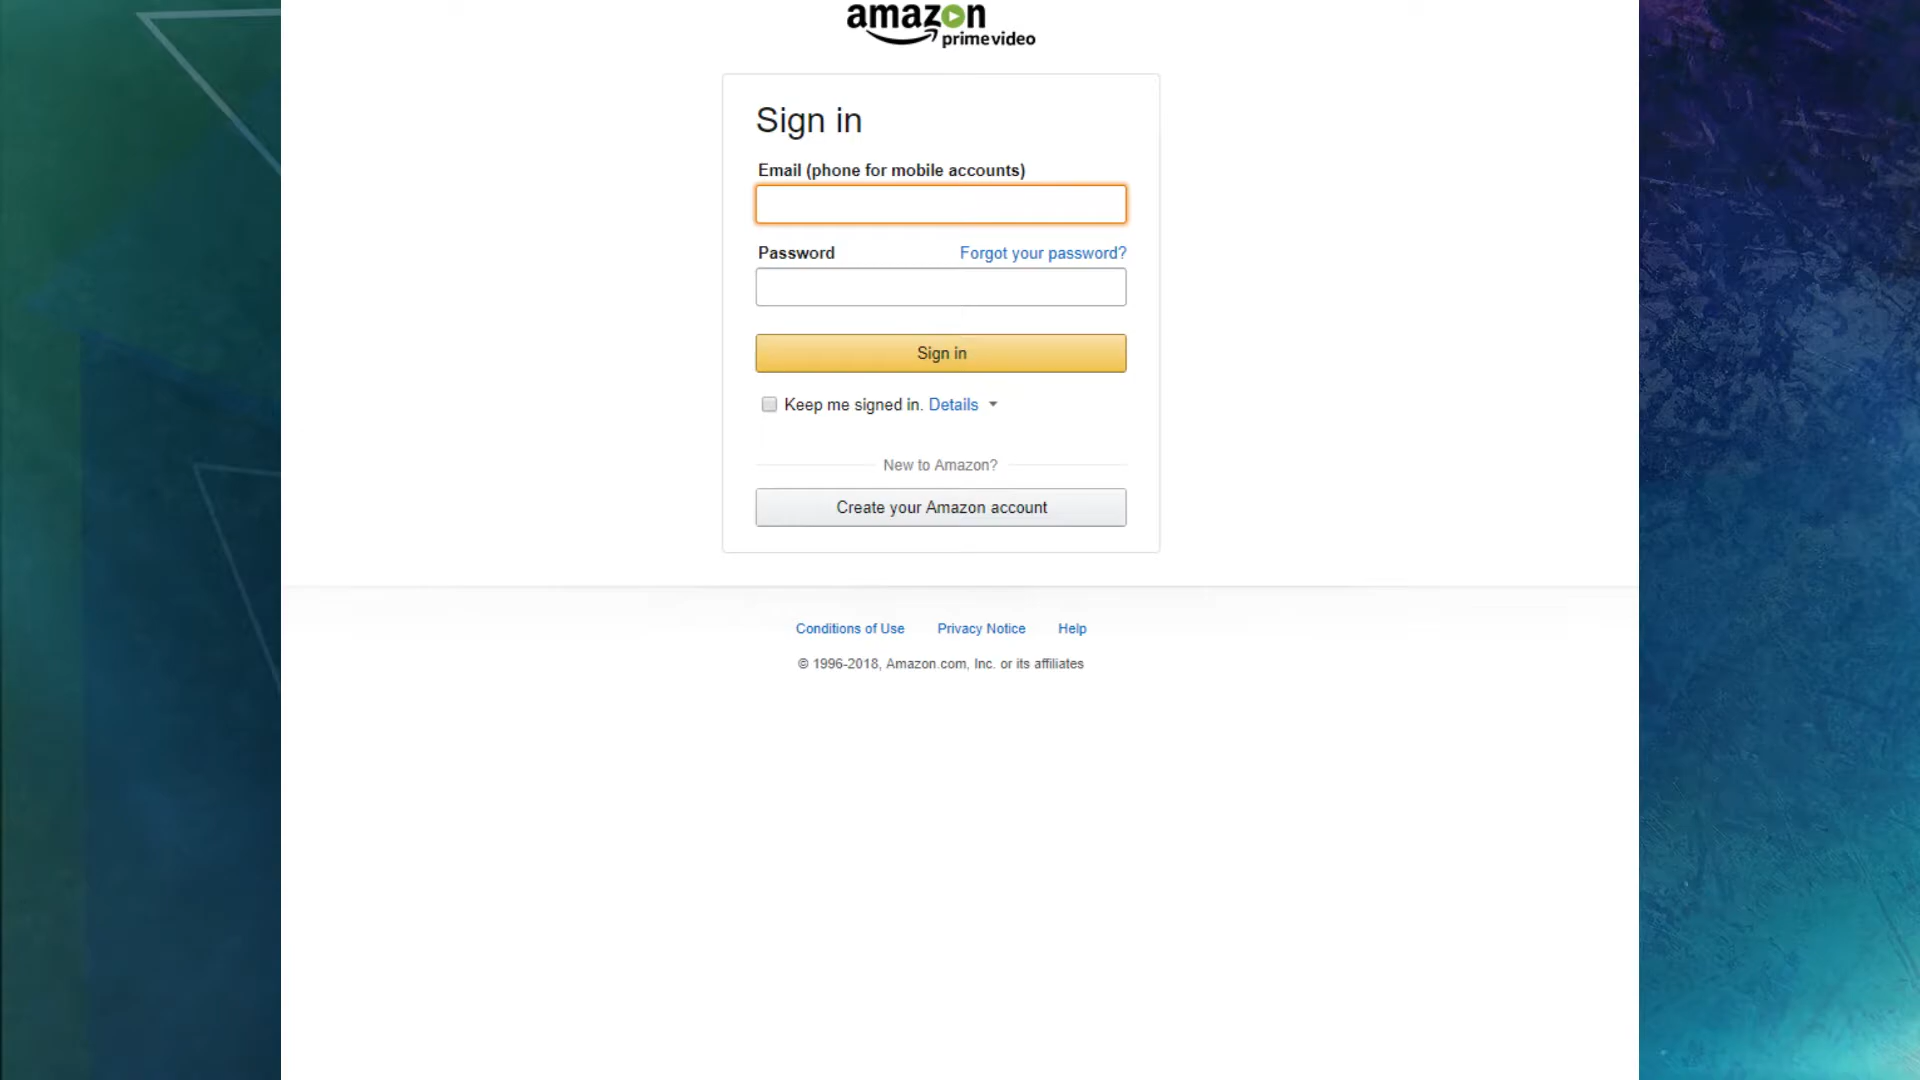 amazon
primevideo
Sign in
Email (phone for mobile accounts)
Password Forgot your password?
Sign in
Keep me signed in. Details
New to Amazon?
Create your Amazon account
Conditions of Use Privacy Notice Help
© 1996-2018, Amazon.com, Inc. or its affiliates